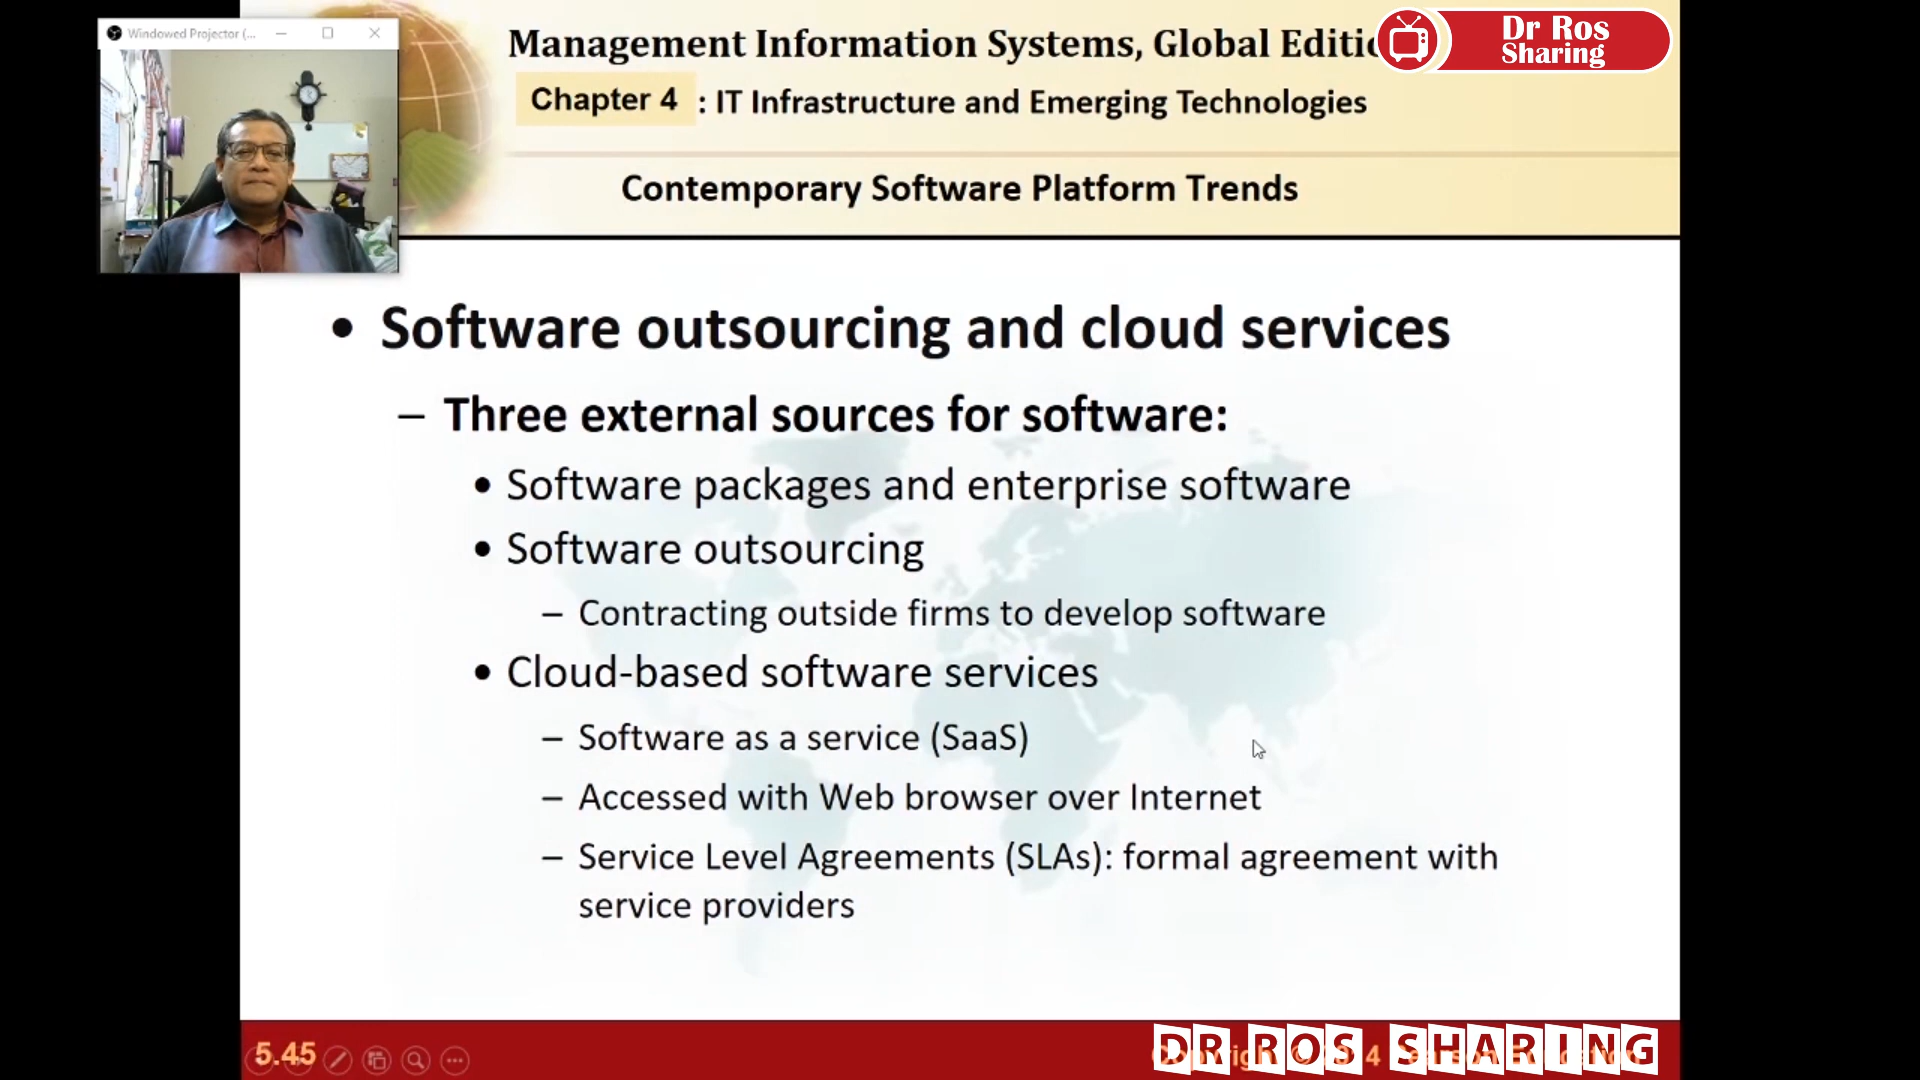 Windowed Projector (...
Management Information Systems, Global Editi
Dr Ros
Sharing
Chapter 4 : IT Infrastructure and Emerging Technologies
Contemporary Software Platform Trends
• Software outsourcing and cloud services
– Three external sources for software:
• Software packages and enterprise software
• Software outsourcing
– Contracting outside firms to develop software
• Cloud-based software services
– Software as a service (SaaS)
– Accessed with Web browser over Internet
– Service Level Agreements (SLAs): formal agreement with
service providers
5.45
DR ROS SHARING